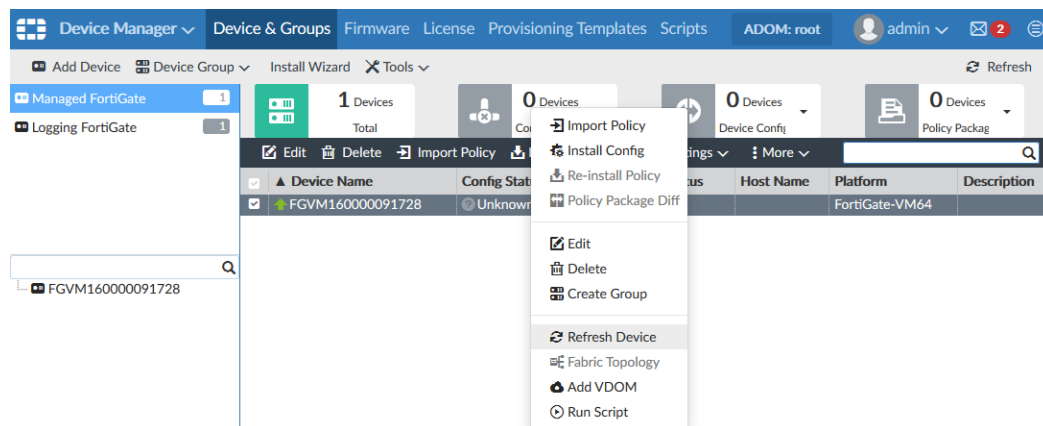 Device Manager Device & Groups Firmware License Provisioning Templates Scripts ADOM: root admin 2
Add Device Device Group Install Wizard Tools Refresh
Managed FortiGate 1
Logging FortiGate 1
1 Devices
Total
0 Devices
0 Devices
Device Config
0 Devices
Policy Packag
Edit Delete Import Policy More
Device Name Config Stat Host Name Platform Description
FGVM160000091728 Unknown FortiGate-VM64
FGVM160000091728
Import Policy
Install Config
Re-install Policy
Policy Package Diff
Edit
Delete
Create Group
Refresh Device
Fabric Topology
Add VDOM
Run Script